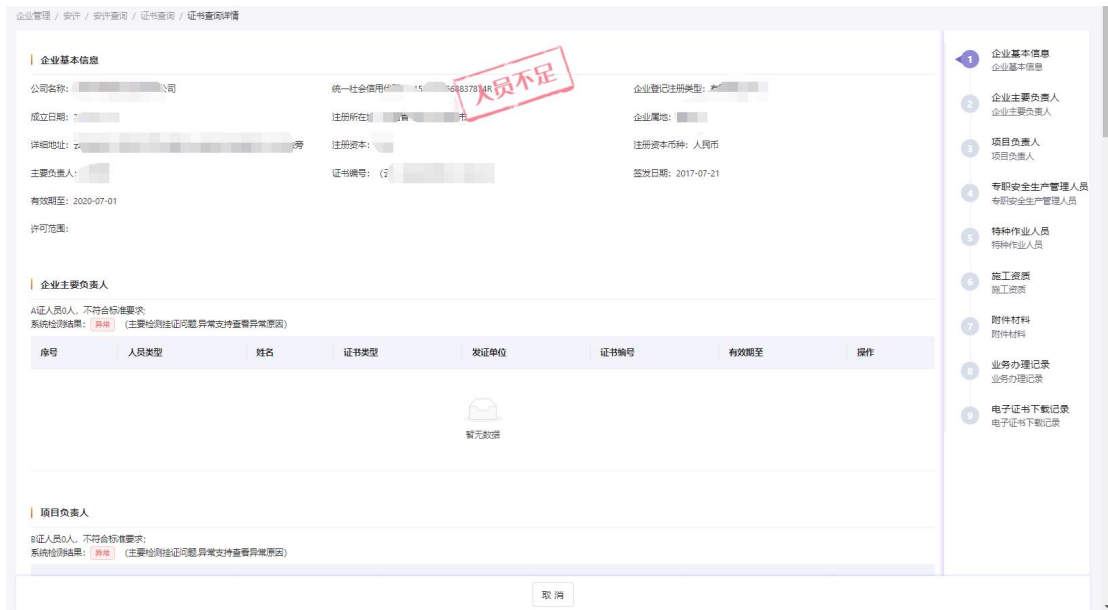 企业管理 / 安许 / 安许查询 / 证书查询 / 证书查询详情
企业基本信息
人员不足
公司名称: 公司
统一社会信用代 837874R
企业登记注册类型:
成立日期:
注册所在 省 市
企业属地:
详细地址: 旁
注册资本:
注册资本币种: 人民币
主要负责人:
证书编号:
签发日期: 2017-07-21
有效期至: 2020-07-01
许可范围:
企业主要负责人
A证人员0人, 不符合标准要求;
系统检测结果: 异常 (主要检测挂证问题,异常支持查看异常原因)
序号 人员类型 姓名 证书类型 发证单位 证书编号 有效期至 操作
暂无数据
项目负责人
B证人员0人, 不符合标准要求;
系统检测结果: 异常 (主要检测挂证问题,异常支持查看异常原因)
取 消
1 企业基本信息
企业基本信息
2 企业主要负责人
企业主要负责人
3 项目负责人
项目负责人
4 专职安全生产管理人员
专职安全生产管理人员
5 特种作业人员
特种作业人员
6 施工资质
施工资质
7 附件材料
附件材料
8 业务办理记录
业务办理记录
9 电子证书下载记录
电子证书下载记录